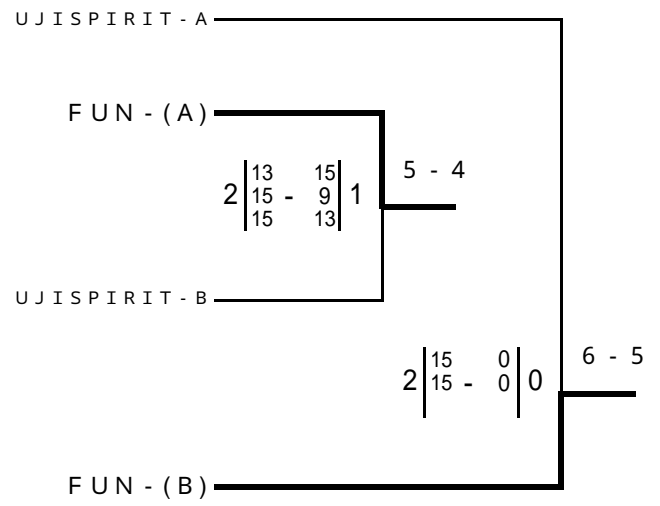 UJISPIRIT-A
FUN-(A)
5 - 4
13 15
2 15 - 9 1
15 13
UJISPIRIT-B
6 - 5
15 0
2 15 - 0 0
FUN-(B)